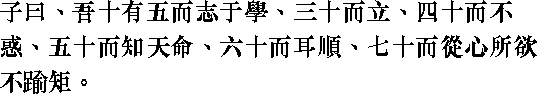 子曰、吾十有五而志于學、三十而立、四十而不
惑、五十而知天命、六十而耳順、七十而從心所欲
不踰矩。